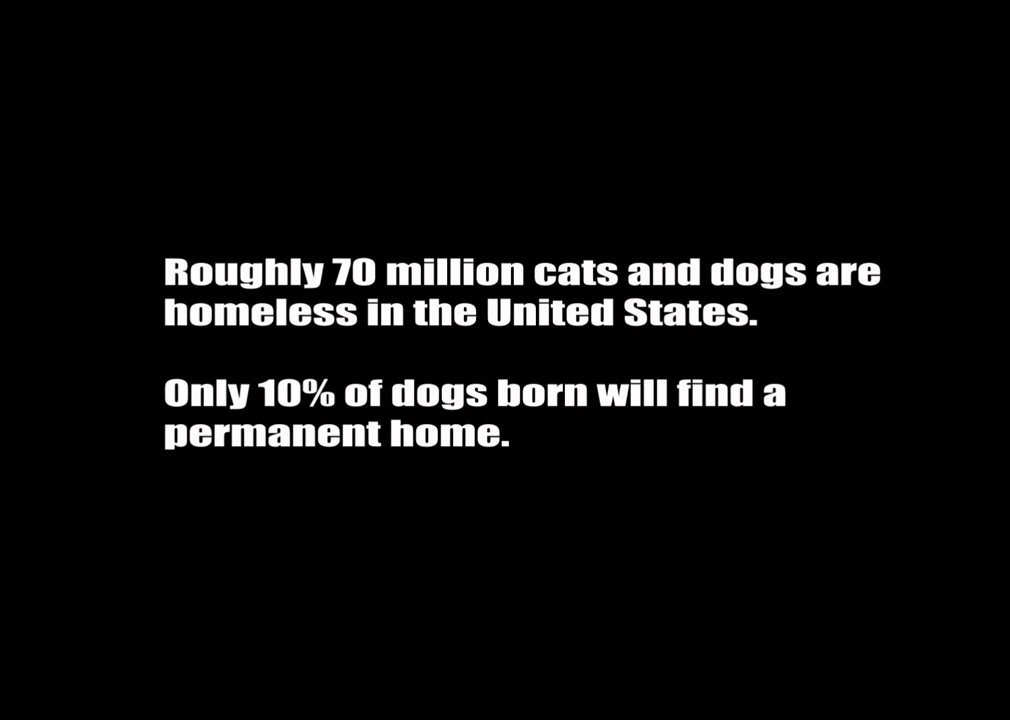 Roughly 70 million cats and dogs are
homeless in the United States.
Only 10% of dogs born will find a
permanent home.